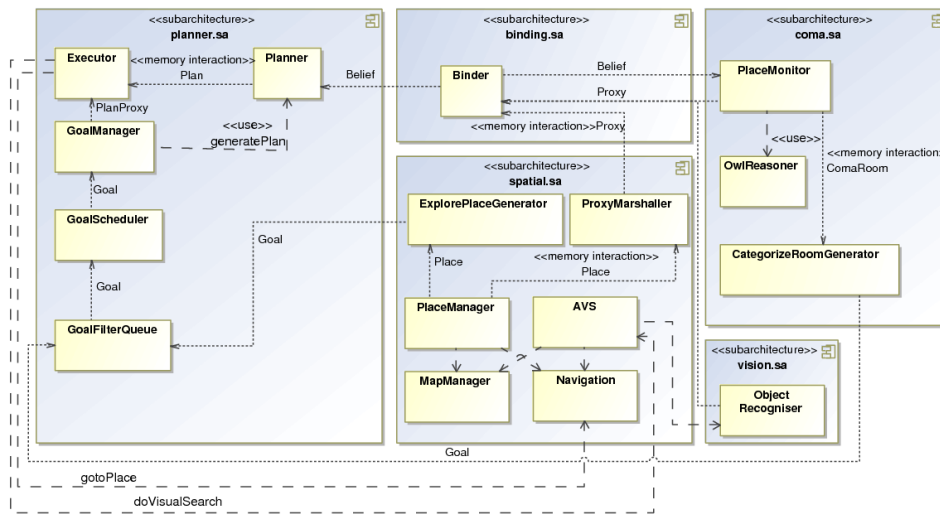 <<subarchitecture>>
planner.sa
Executor
<<memory interaction>>
Plan
Planner
PlanProxy
GoalManager
<<use>>
generatePlan
Goal
GoalScheduler
Goal
GoalFilterQueue
Belief
<<subarchitecture>>
binding.sa
Binder
Belief
Proxy
<<memory interaction>>Proxy
<<subarchitecture>>
spatial.sa
ExplorePlaceGenerator
ProxyMarshaller
Goal
Place
<<memory interaction>>
Place
PlaceManager
AVS
MapManager
Navigation
<<subarchitecture>>
coma.sa
PlaceMonitor
<<use>>
OwlReasoner
<<memory interaction>
ComaRoom
CategorizeRoomGenerator
<<subarchitecture>>
vision.sa
Object
Recogniser
Goal
gotoPlace
doVisualSearch